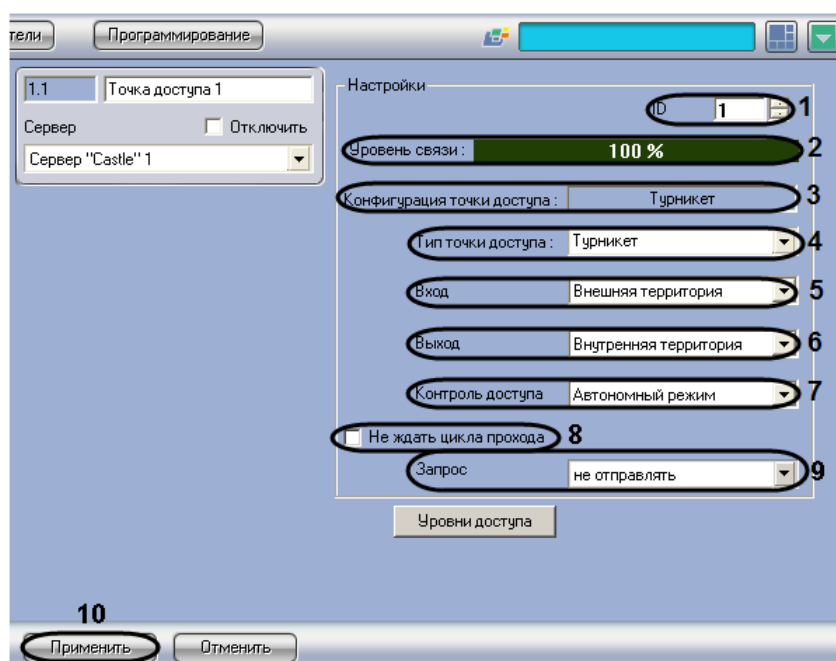 тели Программирование
1.1 Точка доступа 1
Сервер Отключить
Сервер "Castle" 1
Настройки
ID 1 1
Уровень связи : 100 % 2
Конфигурация точки доступа : Турникет 3
Тип точки доступа : Турникет 4
Вход Внешняя территория 5
Выход Внутренняя территория 6
Контроль доступа Автономный режим 7
Не ждать цикла прохода 8
Запрос не отправлять 9
Уровни доступа
10
Применить Отменить